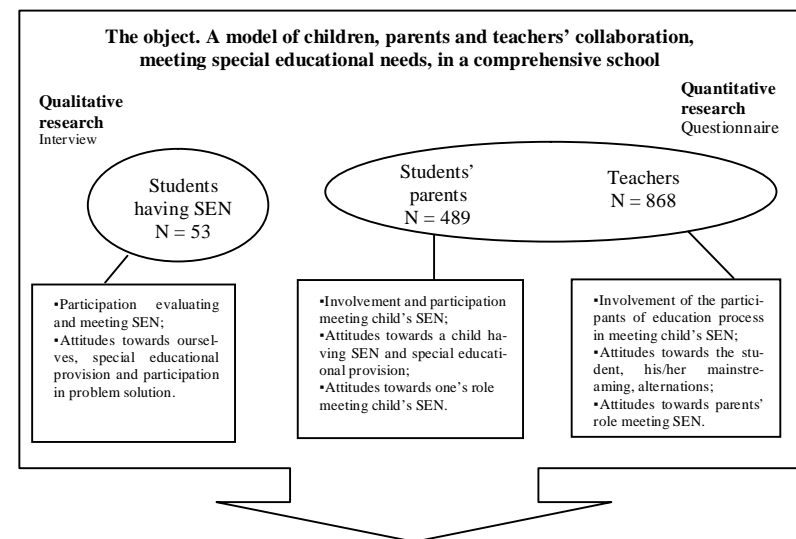 The object. A model of children, parents and teachers' collaboration,
meeting special educational needs, in a comprehensive school
Qualitative
research
Interview
Quantitative
research
Questionnaire
Students
having SEN
N = 53
Students'
parents
N = 489
Teachers
N = 868
▪Participation evaluating
and meeting SEN;
▪Attitudes towards oursel-
ves, special educational
provision and participation
in problem solution.
▪Involvement and participation
meeting child's SEN;
▪Attitudes towards a child ha-
ving SEN and special educati-
onal provision;
▪Attitudes towards one's role
meeting child's SEN.
▪Involvement of the partici-
pants of education process
in meeting child's SEN;
▪Attitudes towards the stu-
dent, his/her mainstre-
aming, alternations;
▪Attitudes towards parents'
role meeting SEN.